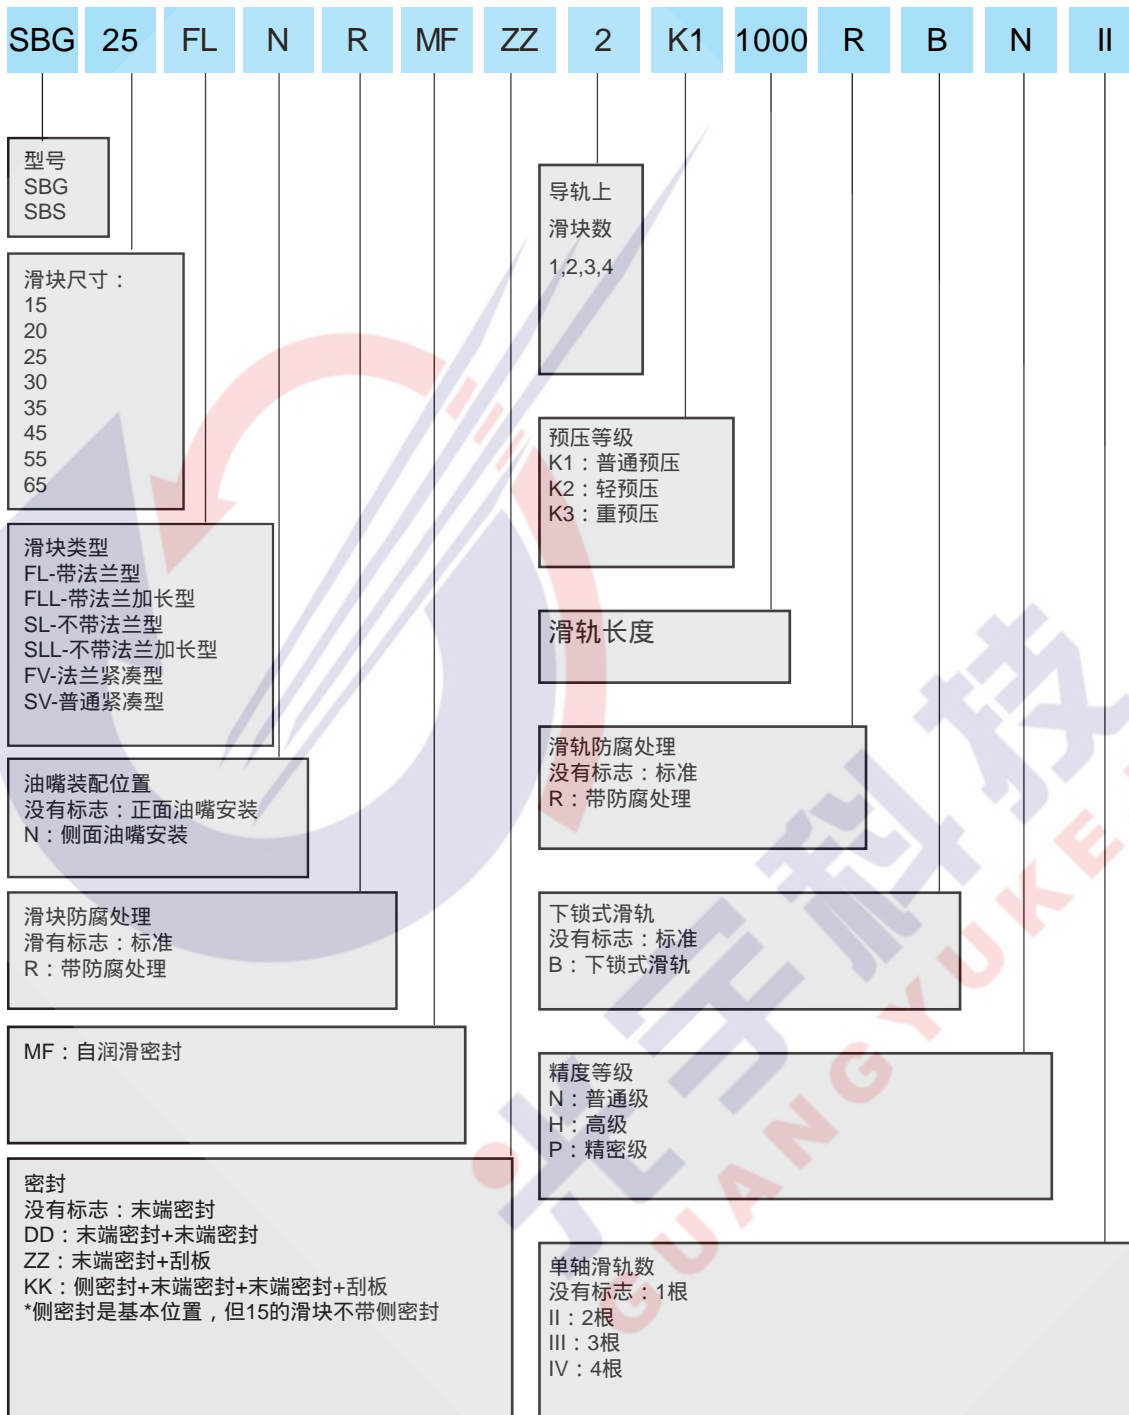 SBG 25 FL N R MF ZZ 2 K1 1000 R B N II
型号
SBG
SBS
滑块尺寸：
15
20
25
30
35
45
55
65
滑块类型
FL-带法兰型
FLL-带法兰加长型
SL-不带法兰型
SLL-不带法兰加长型
FV-法兰紧凑型
SV-普通紧凑型
油嘴装配位置
没有标志：正面油嘴安装
N：侧面油嘴安装
滑块防腐处理
滑有标志：标准
R：带防腐处理
MF：自润滑密封
密封
没有标志：末端密封
DD：末端密封+末端密封
ZZ：末端密封+刮板
KK：侧密封+末端密封+末端密封+刮板
*侧密封是基本位置，但15的滑块不带侧密封
导轨上
滑块数
1,2,3,4
预压等级
K1：普通预压
K2：轻预压
K3：重预压
滑轨长度
滑轨防腐处理
没有标志：标准
R：带防腐处理
下锁式滑轨
没有标志：标准
B：下锁式滑轨
精度等级
N：普通级
H：高级
P：精密级
单轴滑轨数
没有标志：1根
II：2根
III：3根
IV：4根
光宇科技
GUANGYUKE